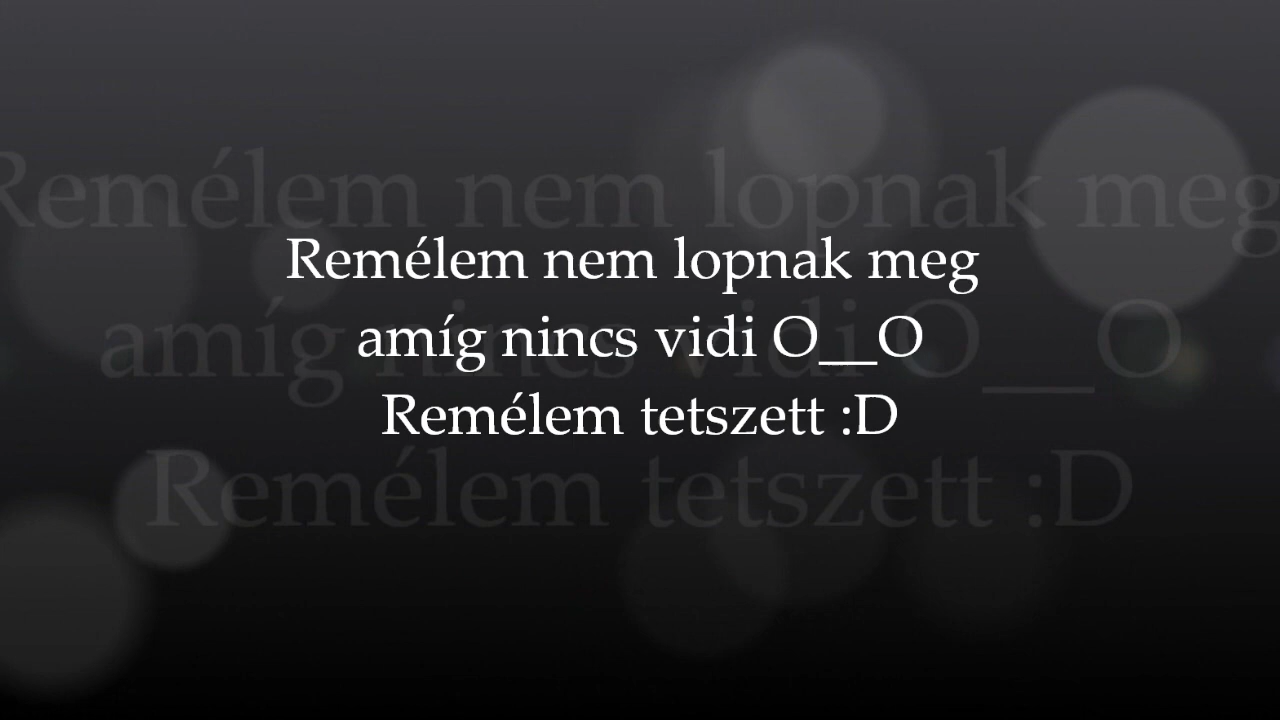 Remélem nem lopnak meg
amíg nincs vidi O__O
Remélem tetszett :D